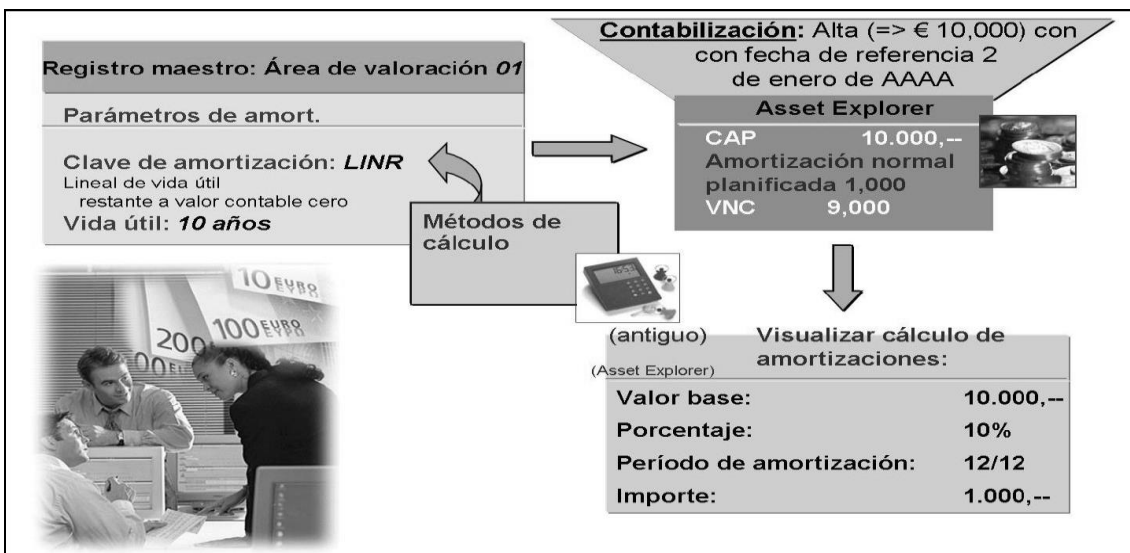 Registro maestro: Área de valoración 01
Parámetros de amort.
Clave de amortización: LINR
Lineal de vida útil
restante a valor contable cero
Vida útil: 10 años
Métodos de
cálculo
Contabilización: Alta (=> € 10,000) con
con fecha de referencia 2
de enero de AAAA
Asset Explorer
CAP 10.000,--
Amortización normal
planificada 1,000
VNC 9,000
(antiguo)
(Asset Explorer)
Visualizar cálculo de
amortizaciones:
Valor base: 10.000,--
Porcentaje: 10%
Período de amortización: 12/12
Importe: 1.000,--
10 EURO
200
100 EURO